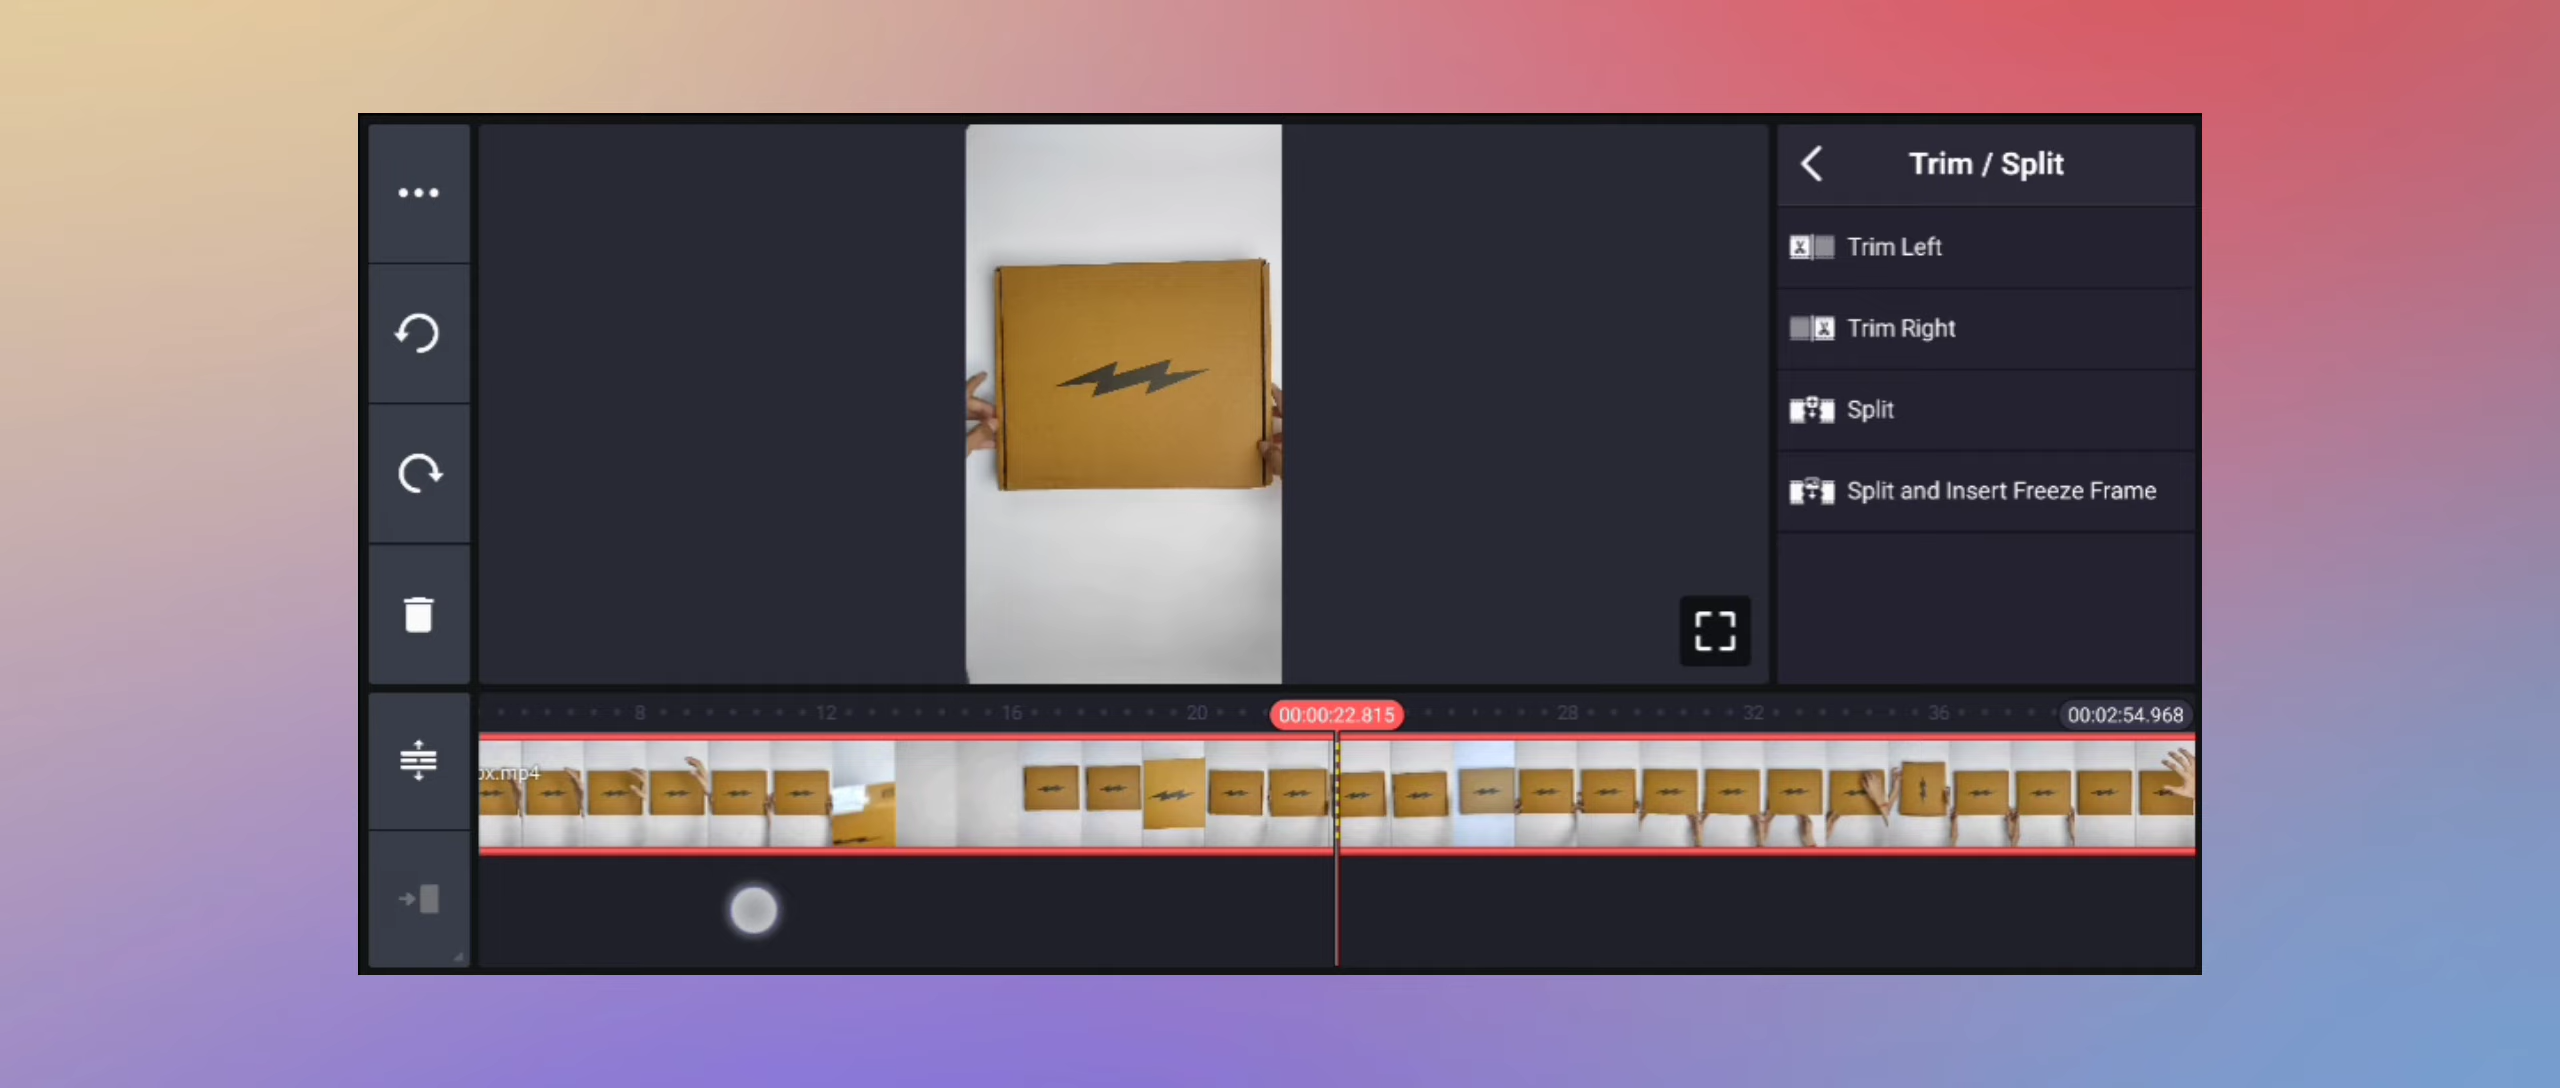 Trim / Split
Trim Left
Trim Right
Split
Split and Insert Freeze Frame
8 12 16 20 00:00:22.815 28 32 36 00:02:54.968
ox.mp4